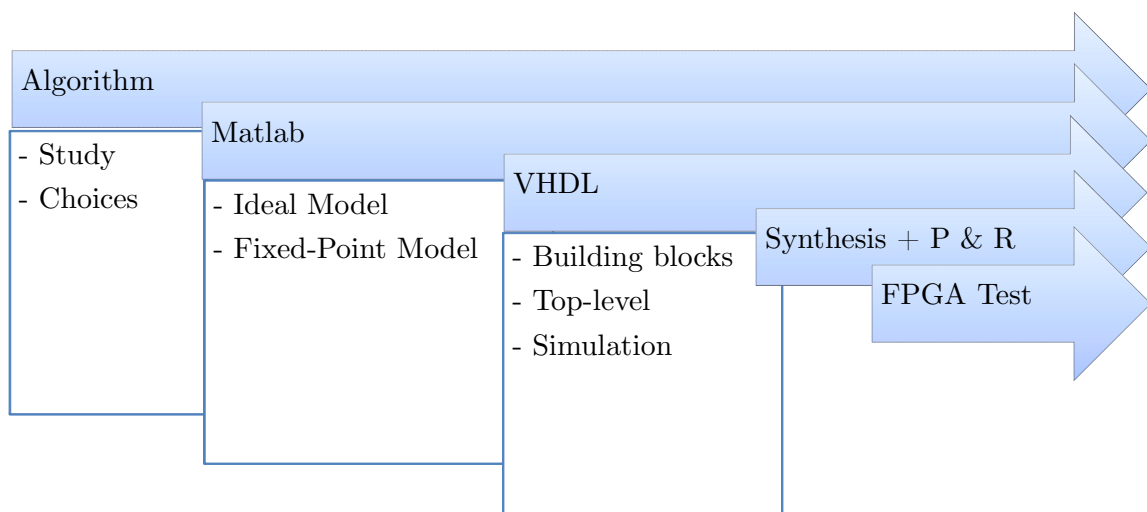 Algorithm
- Study
- Choices
Matlab
- Ideal Model
- Fixed-Point Model
VHDL
- Building blocks
- Top-level
- Simulation
Synthesis + P & R
FPGA Test